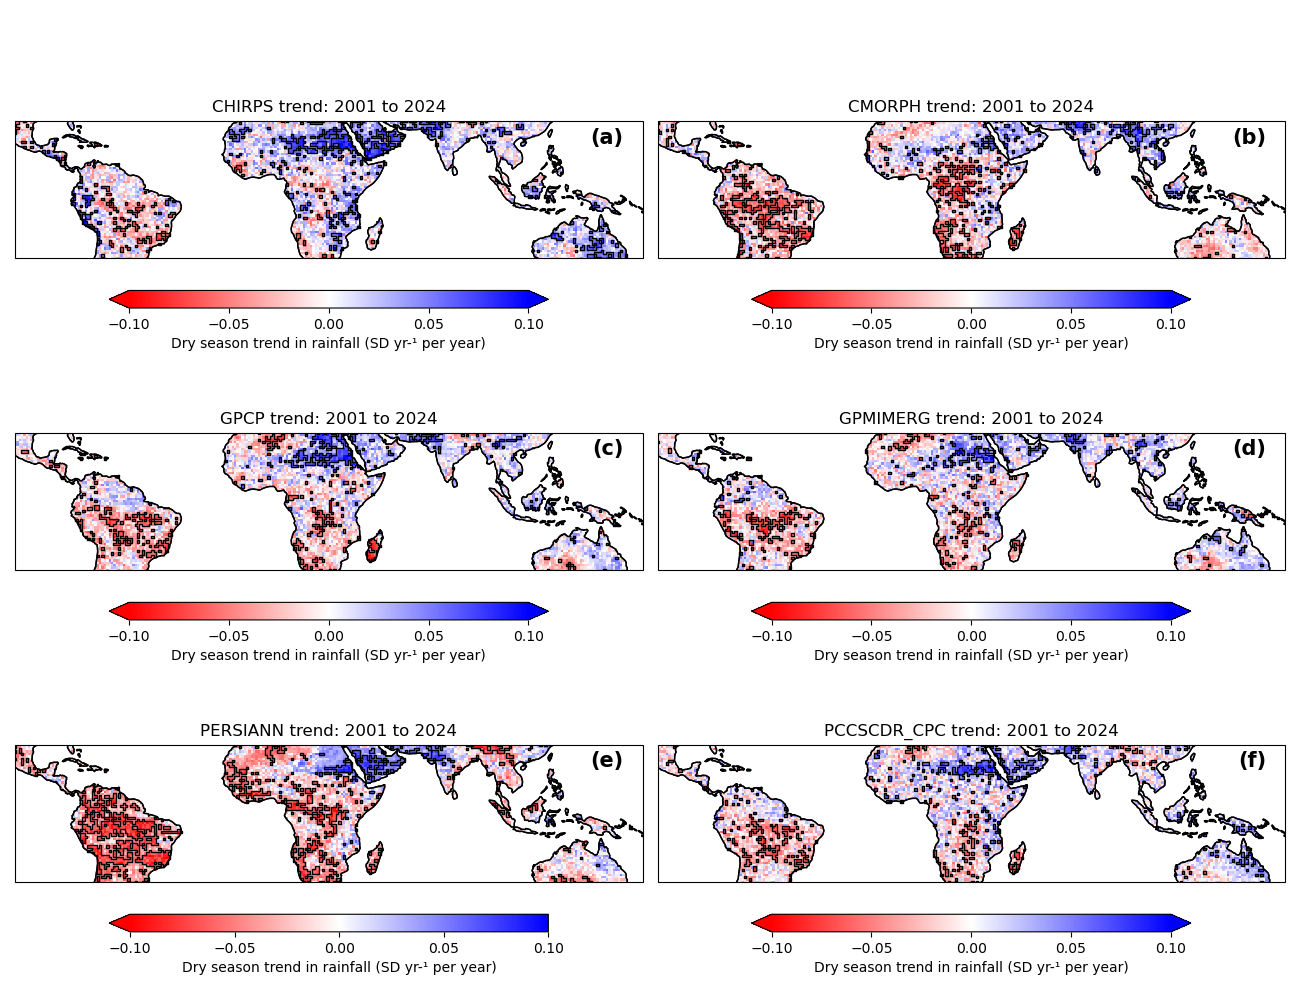 CHIRPS trend: 2001 to 2024
(a)
−0.10 −0.05 0.00 0.05 0.10
Dry season trend in rainfall (SD yr-¹ per year)
CMORPH trend: 2001 to 2024
(b)
−0.10 −0.05 0.00 0.05 0.10
Dry season trend in rainfall (SD yr-¹ per year)
GPCP trend: 2001 to 2024
(c)
−0.10 −0.05 0.00 0.05 0.10
Dry season trend in rainfall (SD yr-¹ per year)
GPMIMERG trend: 2001 to 2024
(d)
−0.10 −0.05 0.00 0.05 0.10
Dry season trend in rainfall (SD yr-¹ per year)
PERSIANN trend: 2001 to 2024
(e)
−0.10 −0.05 0.00 0.05 0.10
Dry season trend in rainfall (SD yr-¹ per year)
PCCSCDR_CPC trend: 2001 to 2024
(f)
−0.10 −0.05 0.00 0.05 0.10
Dry season trend in rainfall (SD yr-¹ per year)